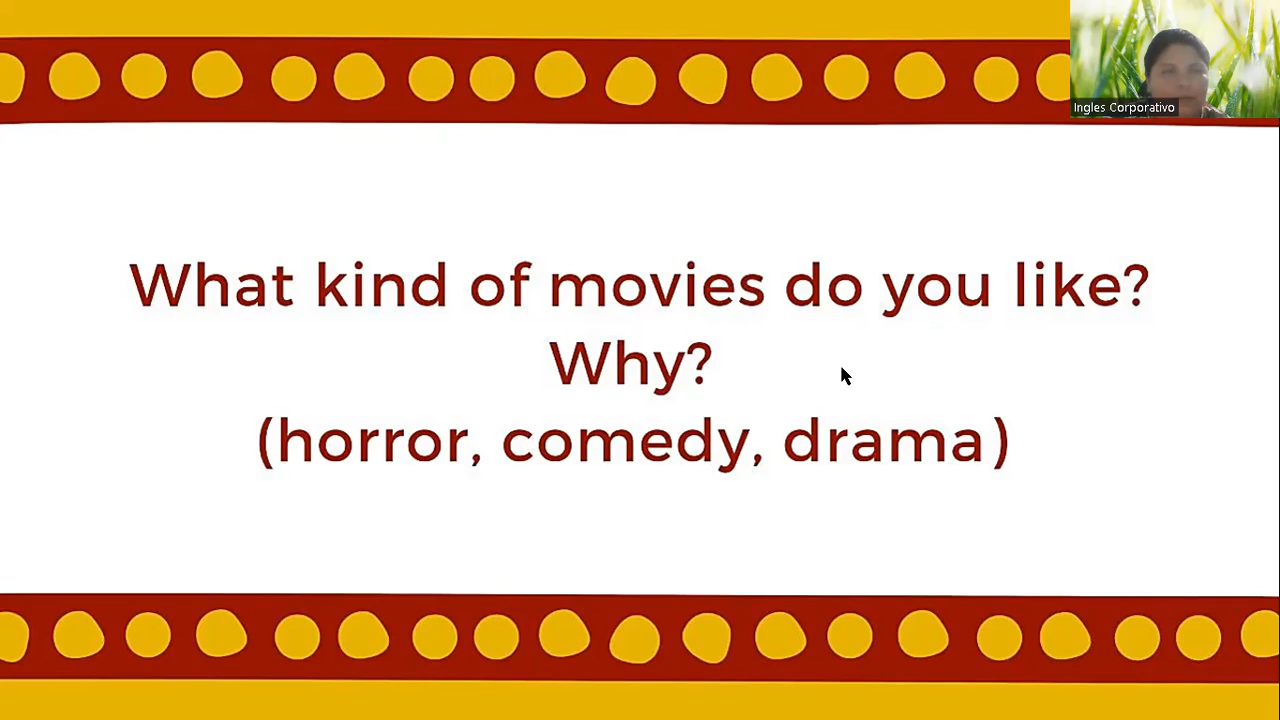 Ingles Corporativo
What kind of movies do you like?
Why?
(horror, comedy, drama)